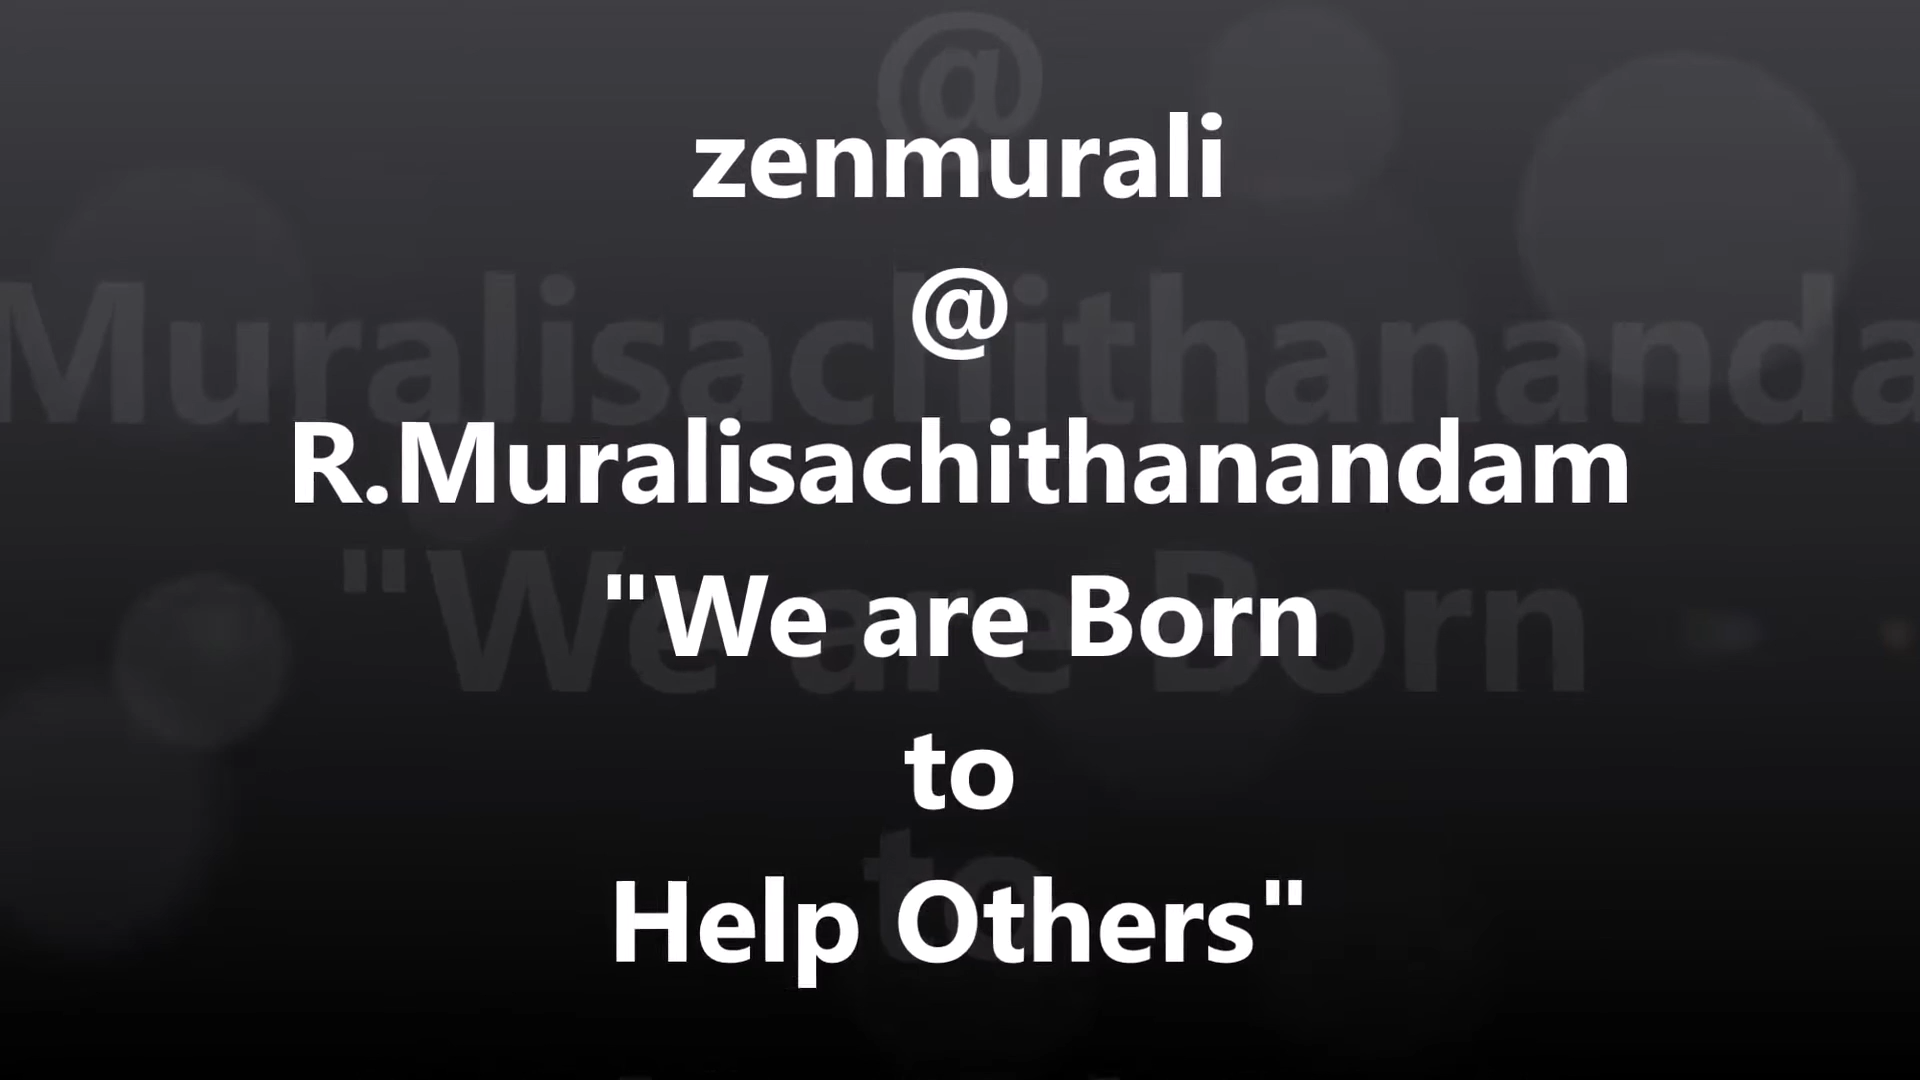 zenmurali
@
R.Muralisachithanandam
"We are Born
to
Help Others"